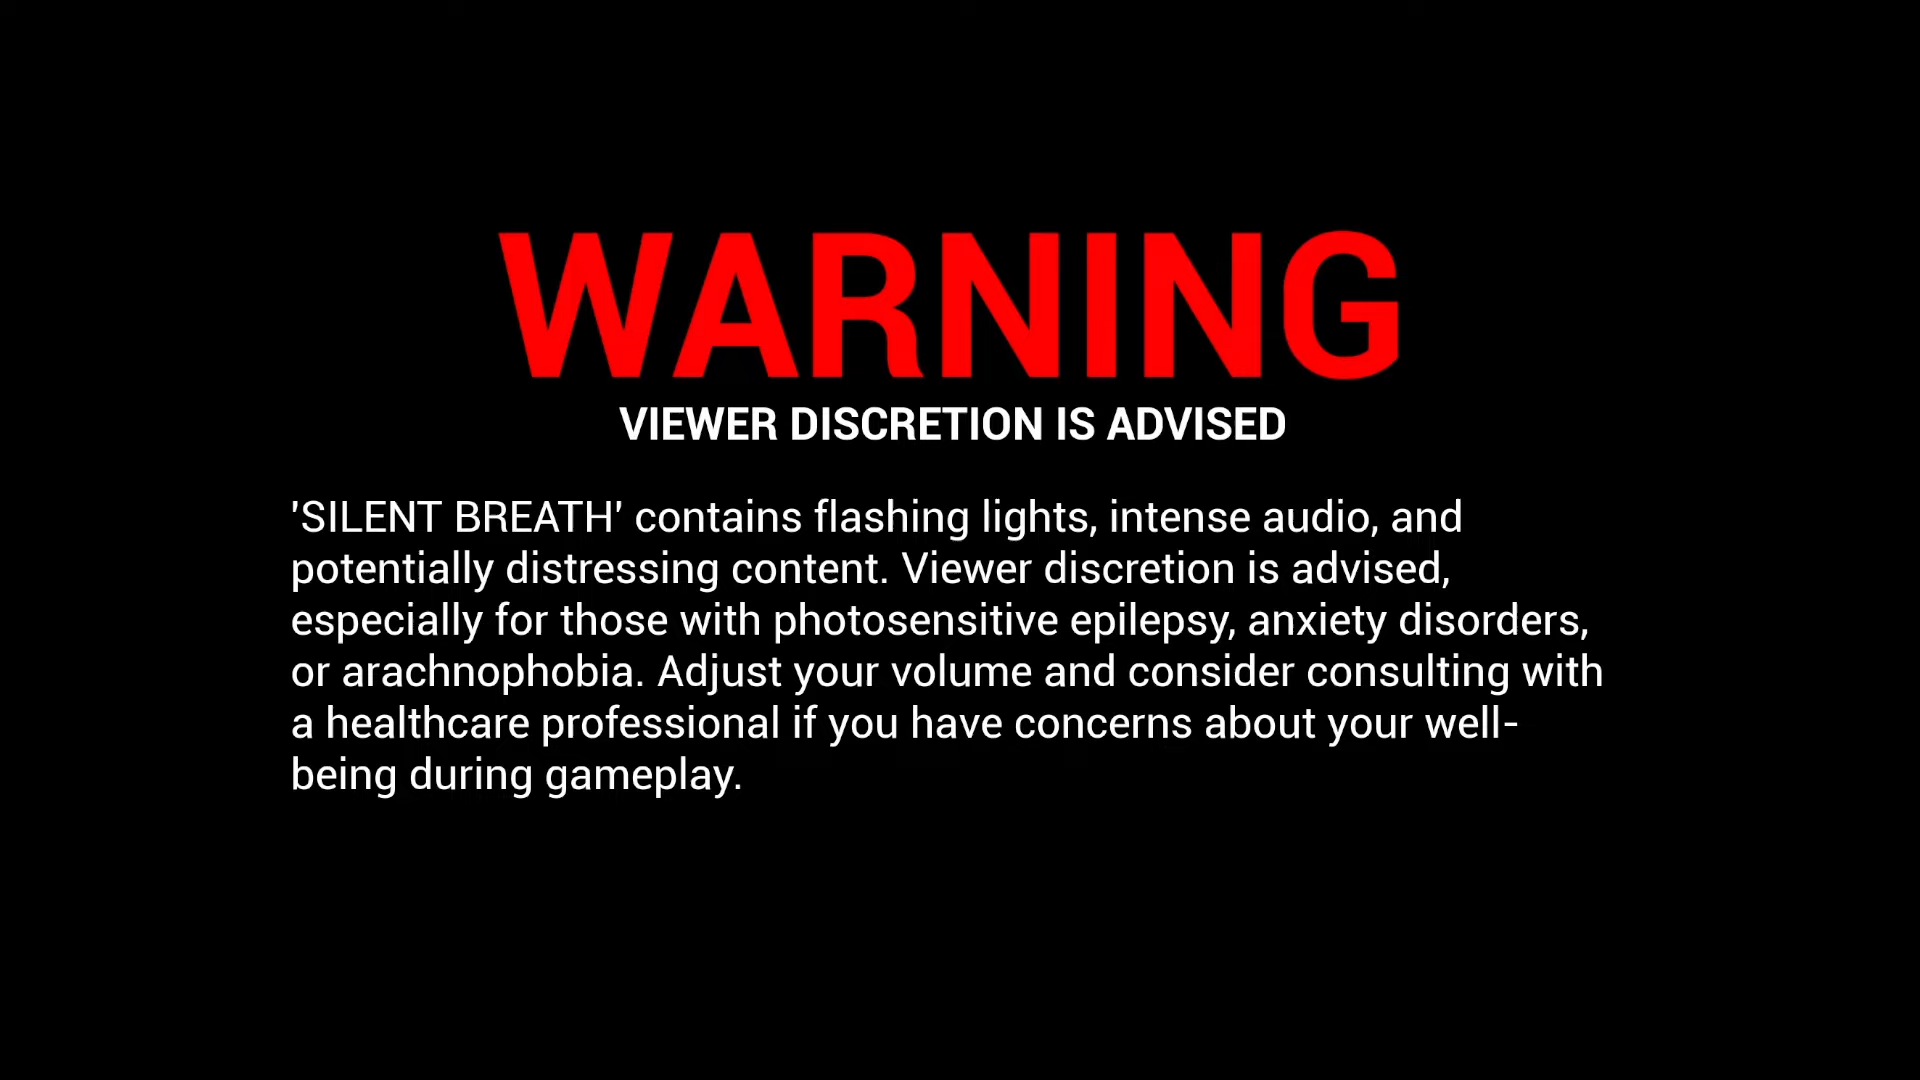 WARNING
VIEWER DISCRETION IS ADVISED
'SILENT BREATH' contains flashing lights, intense audio, and
potentially distressing content. Viewer discretion is advised,
especially for those with photosensitive epilepsy, anxiety disorders,
or arachnophobia. Adjust your volume and consider consulting with
a healthcare professional if you have concerns about your well-
being during gameplay.